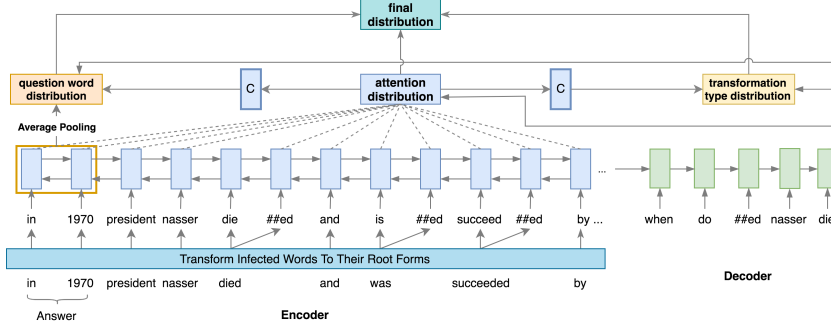 final
distribution
question word
distribution
C
attention
distribution
C
transformation
type distribution
Average Pooling
... 
in 1970 president nasser die ##ed and is ##ed succeed ##ed by ... when do ##ed nasser die
Transform Infected Words To Their Root Forms
in 1970 president nasser died and was succeeded by
Decoder
Answer
Encoder